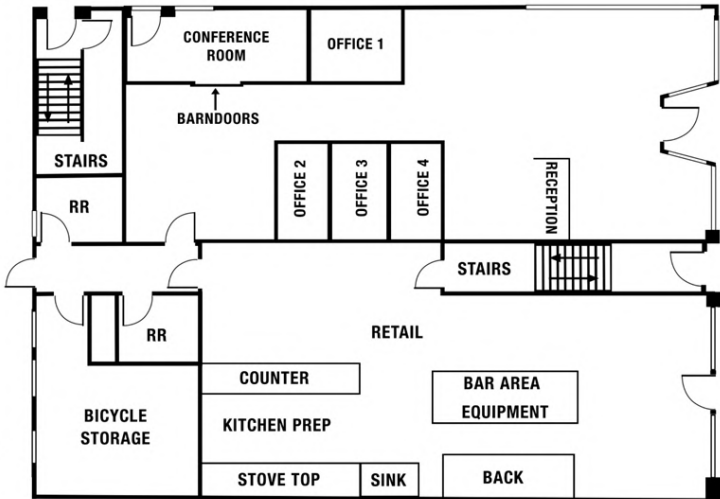 CONFERENCE
ROOM
OFFICE 1
BARNDOORS
STAIRS
OFFICE 2
OFFICE 3
OFFICE 4
RECEPTION
RR
STAIRS
RETAIL
RR
COUNTER
BAR AREA
EQUIPMENT
BICYCLE
STORAGE
KITCHEN PREP
STOVE TOP
SINK
BACK